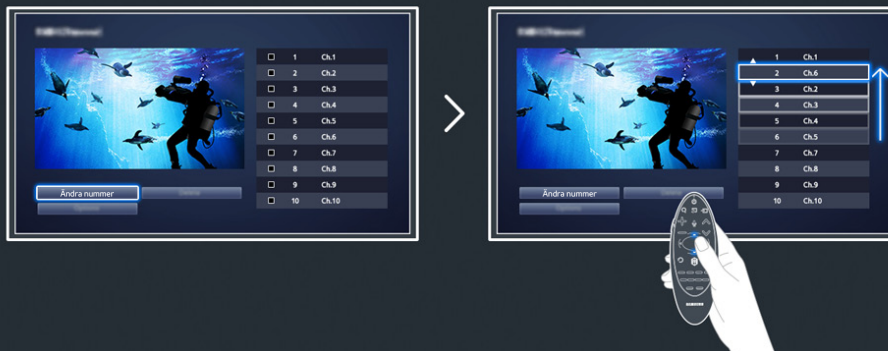 1 Ch.1
2 Ch.2
3 Ch.3
4 Ch.4
5 Ch.5
6 Ch.6
7 Ch.7
8 Ch.8
9 Ch.9
10 Ch.10
Ändra nummer
1 Ch.1
2 Ch.6
3 Ch.2
4 Ch.3
5 Ch.4
6 Ch.5
7 Ch.7
8 Ch.8
9 Ch.9
10 Ch.10
Ändra nummer